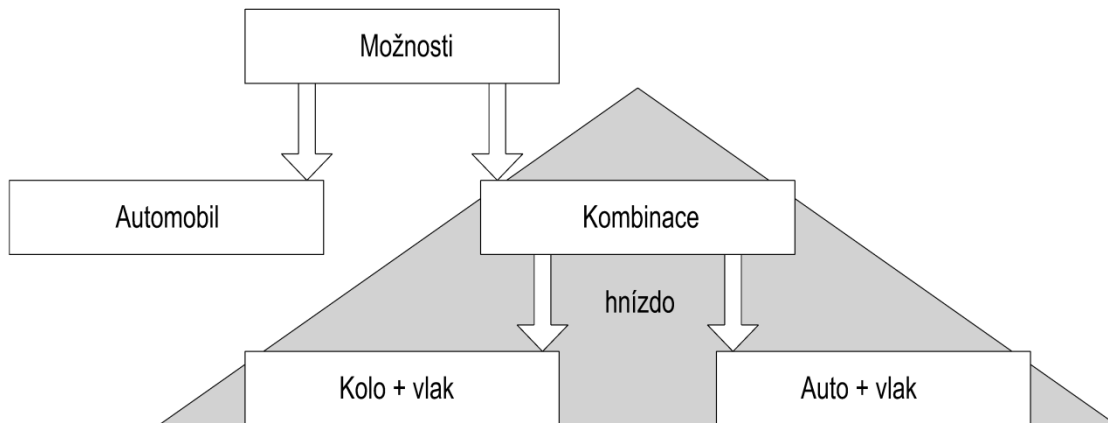 Možnosti
Automobil
Kombinace
hnízdo
Kolo + vlak
Auto + vlak